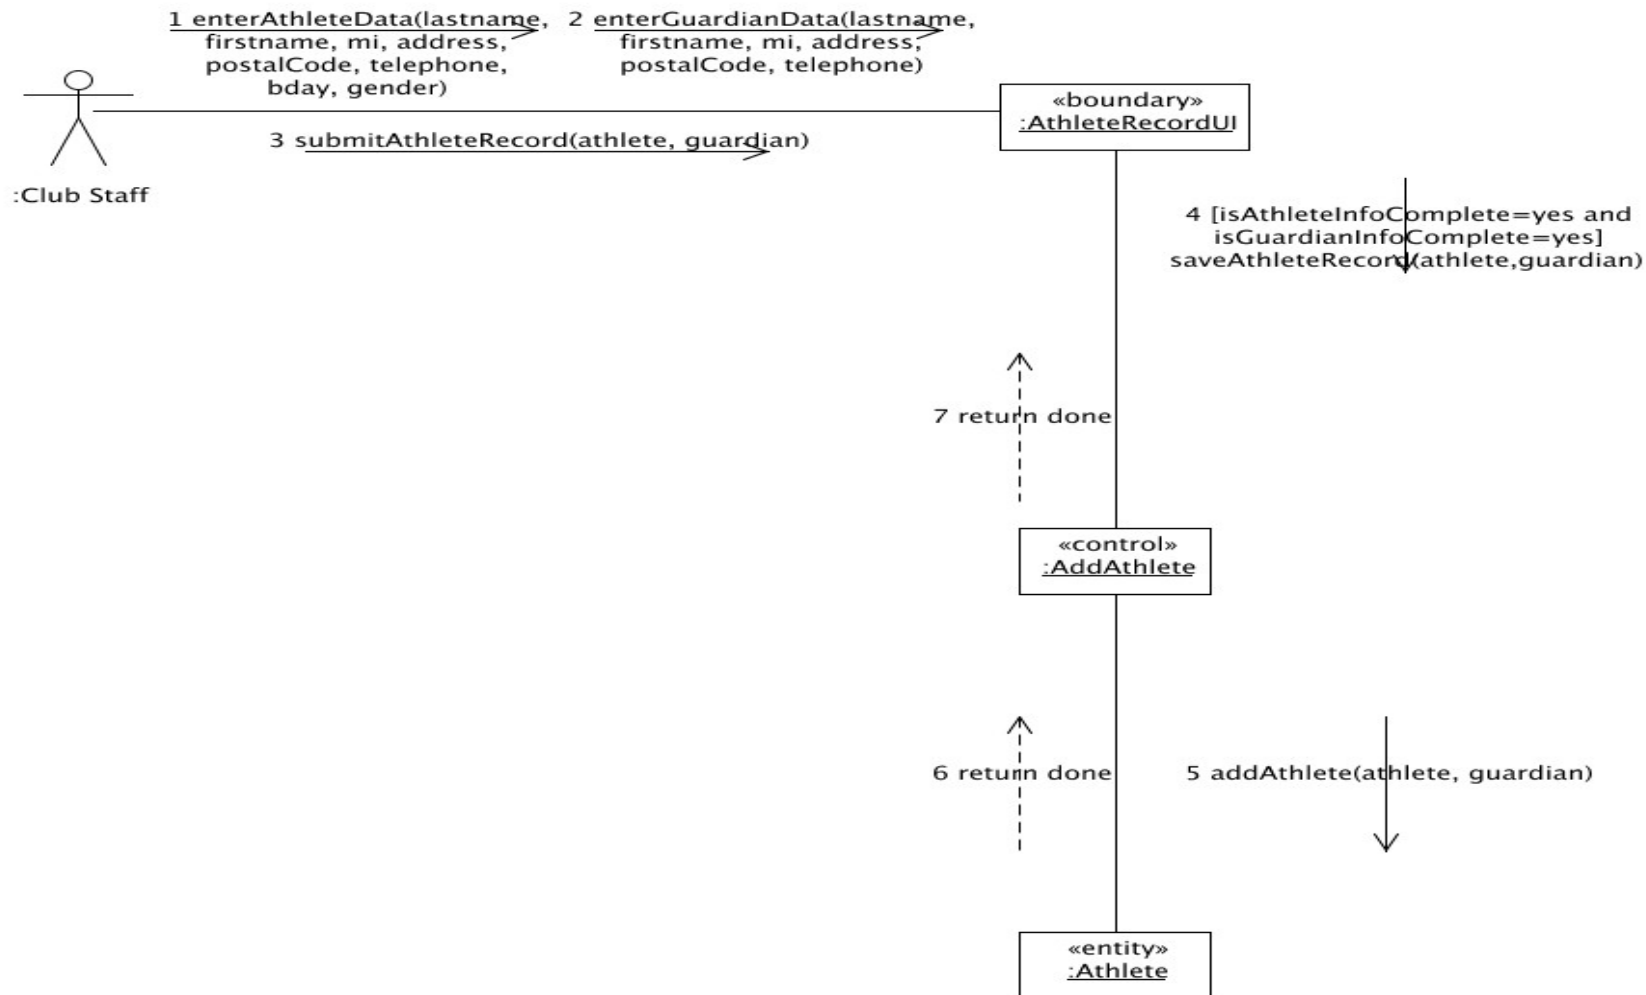 1 enterAthleteData(lastname,
firstname, mi, address,
postalCode, telephone,
bday, gender)
2 enterGuardianData(lastname,
firstname, mi, address,
postalCode, telephone)
3 submitAthleteRecord(athlete, guardian)
:Club Staff
«boundary»
:AthleteRecordUI
4 [isAthleteInfoComplete=yes and
isGuardianInfoComplete=yes]
saveAthleteRecord(athlete,guardian)
7 return done
«control»
:AddAthlete
6 return done
5 addAthlete(athlete, guardian)
«entity»
:Athlete